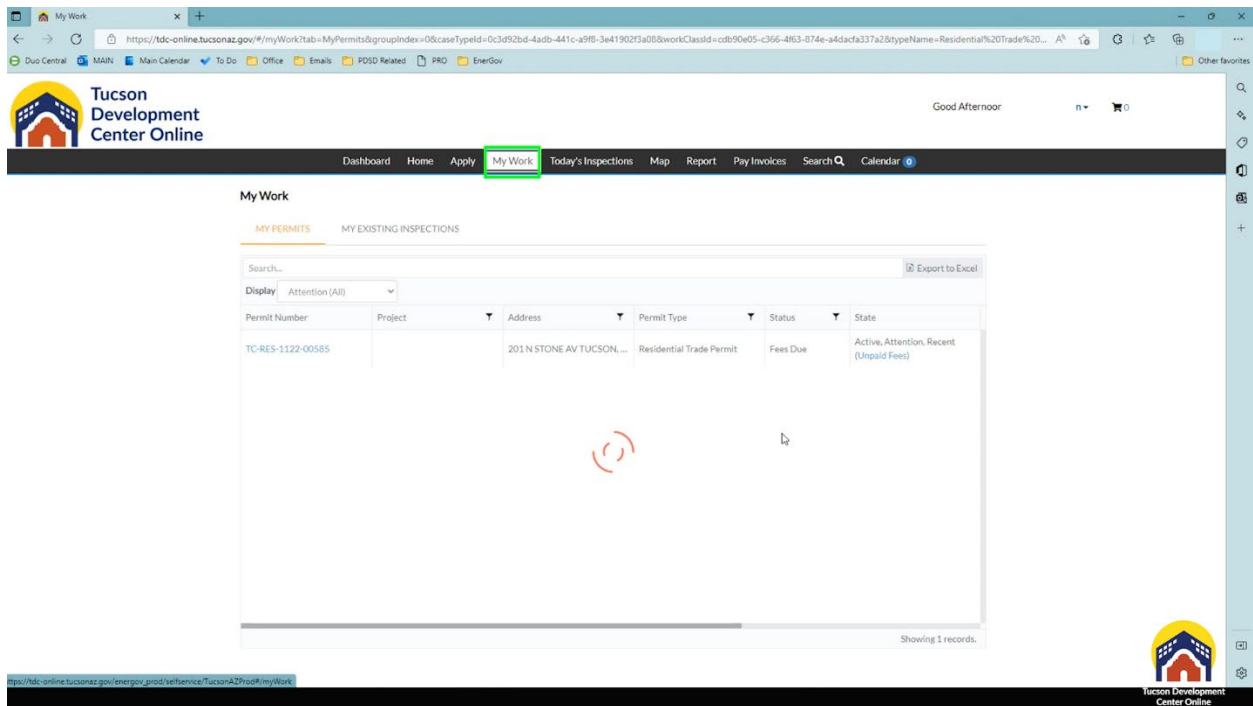 My Work
https://tdc-online.tucsonaz.gov/#/myWork?tab=MyPermits&groupIndex=0&caseTypeId=0c3d92bd-4adb-441c-a9f8-3e41902f3a08&workClassId=cdb90e05-c366-4f63-874e-a4dacfa337a2&typeName=Residential%20Trade%20...
Duo Central MAIN Main Calendar To Do Office Emails PDSD Related PRO EnerGov Other favorites
Tucson
Development
Center Online
Good Afternoor n 0
Dashboard Home Apply My Work Today's Inspections Map Report Pay Invoices Search Calendar 0
My Work
MY PERMITS MY EXISTING INSPECTIONS
Search... Export to Excel
Display Attention (All)
Permit Number Project Address Permit Type Status State
TC-RES-1122-00585 201 N STONE AV TUCSON, ... Residential Trade Permit Fees Due Active, Attention, Recent
(Unpaid Fees)
Showing 1 records.
https://tdc-online.tucsonaz.gov/energov_prod/selfservice/TucsonAZProd#/myWork
Tucson Development
Center Online